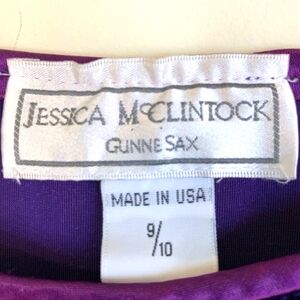 JESSICA McCLINTOCK
GUNNE SAX
MADE IN USA
9/10